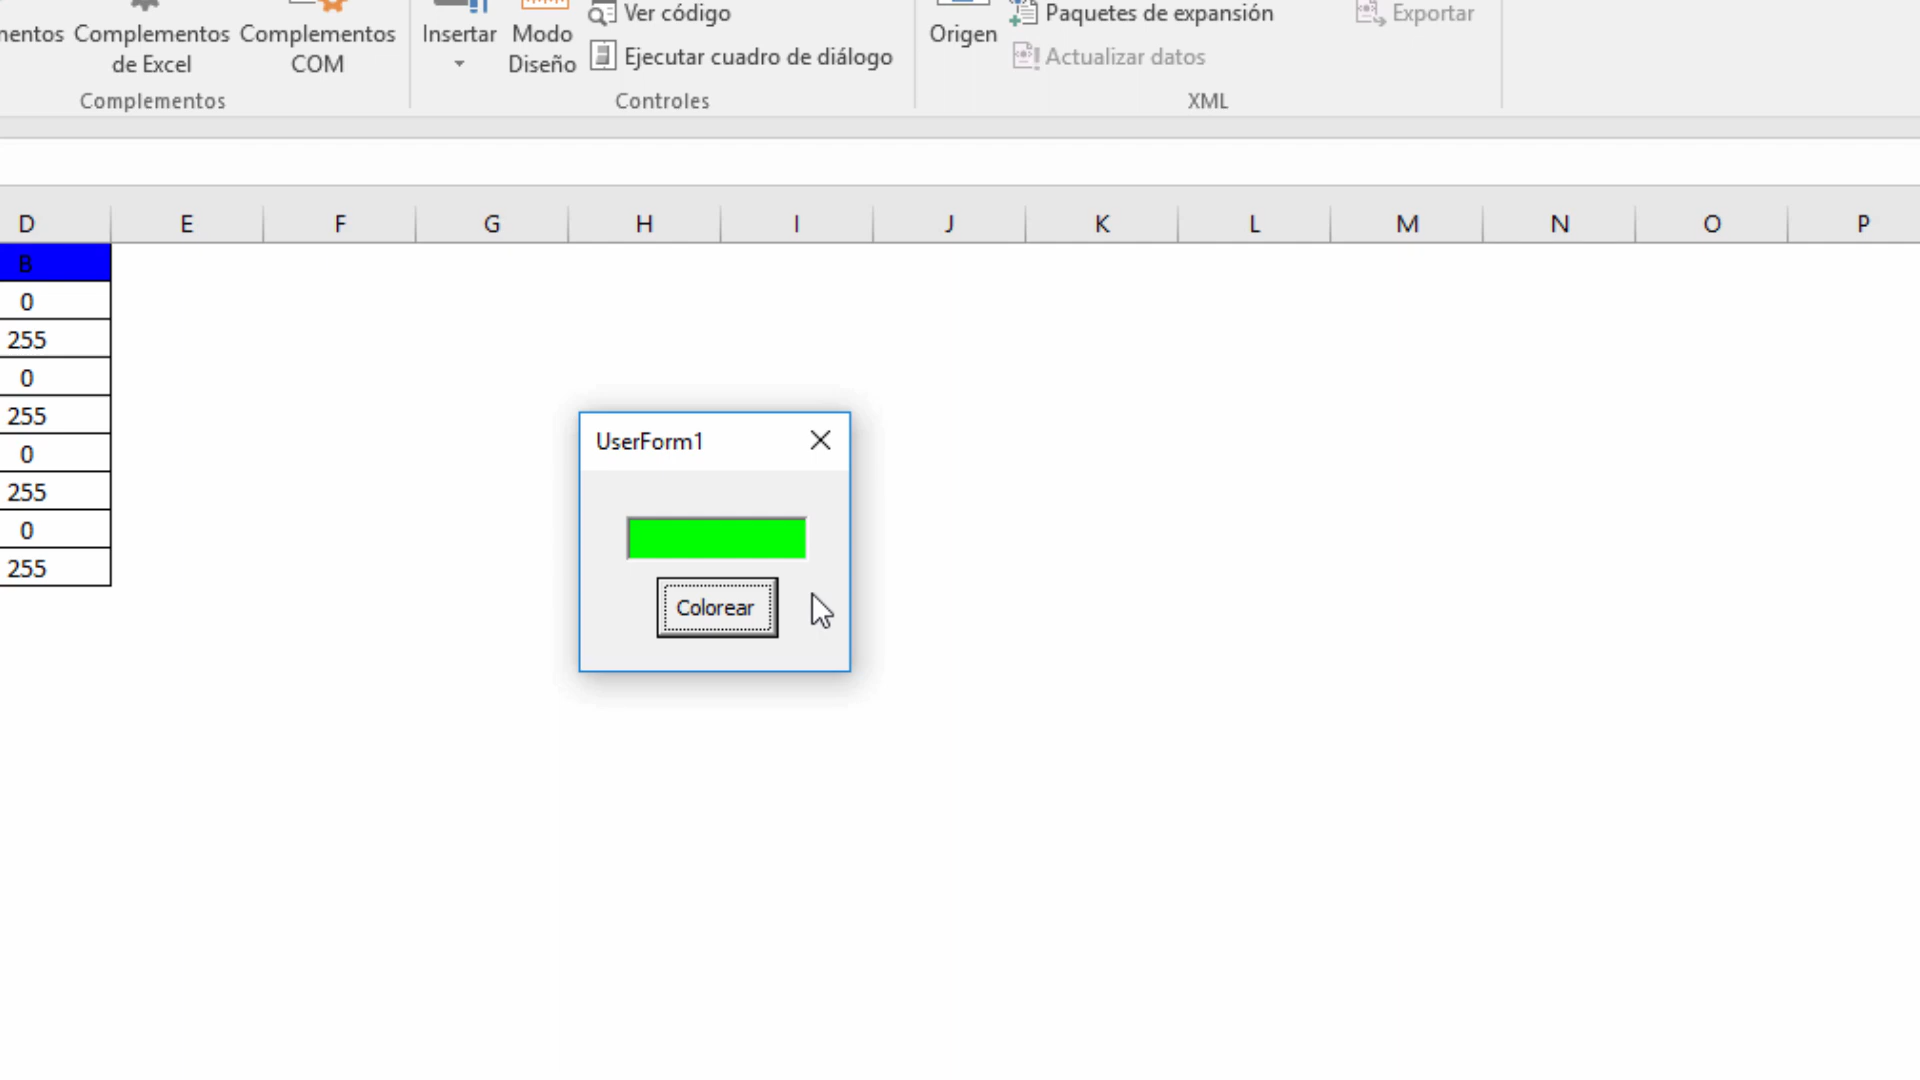 Ver código
Paquetes de expansión
Exportar
Complementos
de Excel
Complementos
COM
Insertar
Modo
Diseño
Ejecutar cuadro de diálogo
Origen
Actualizar datos
Complementos
Controles
XML
D E F G H I J K L M N O P
B
0
255
0
255
0
255
0
255
UserForm1
Colorear